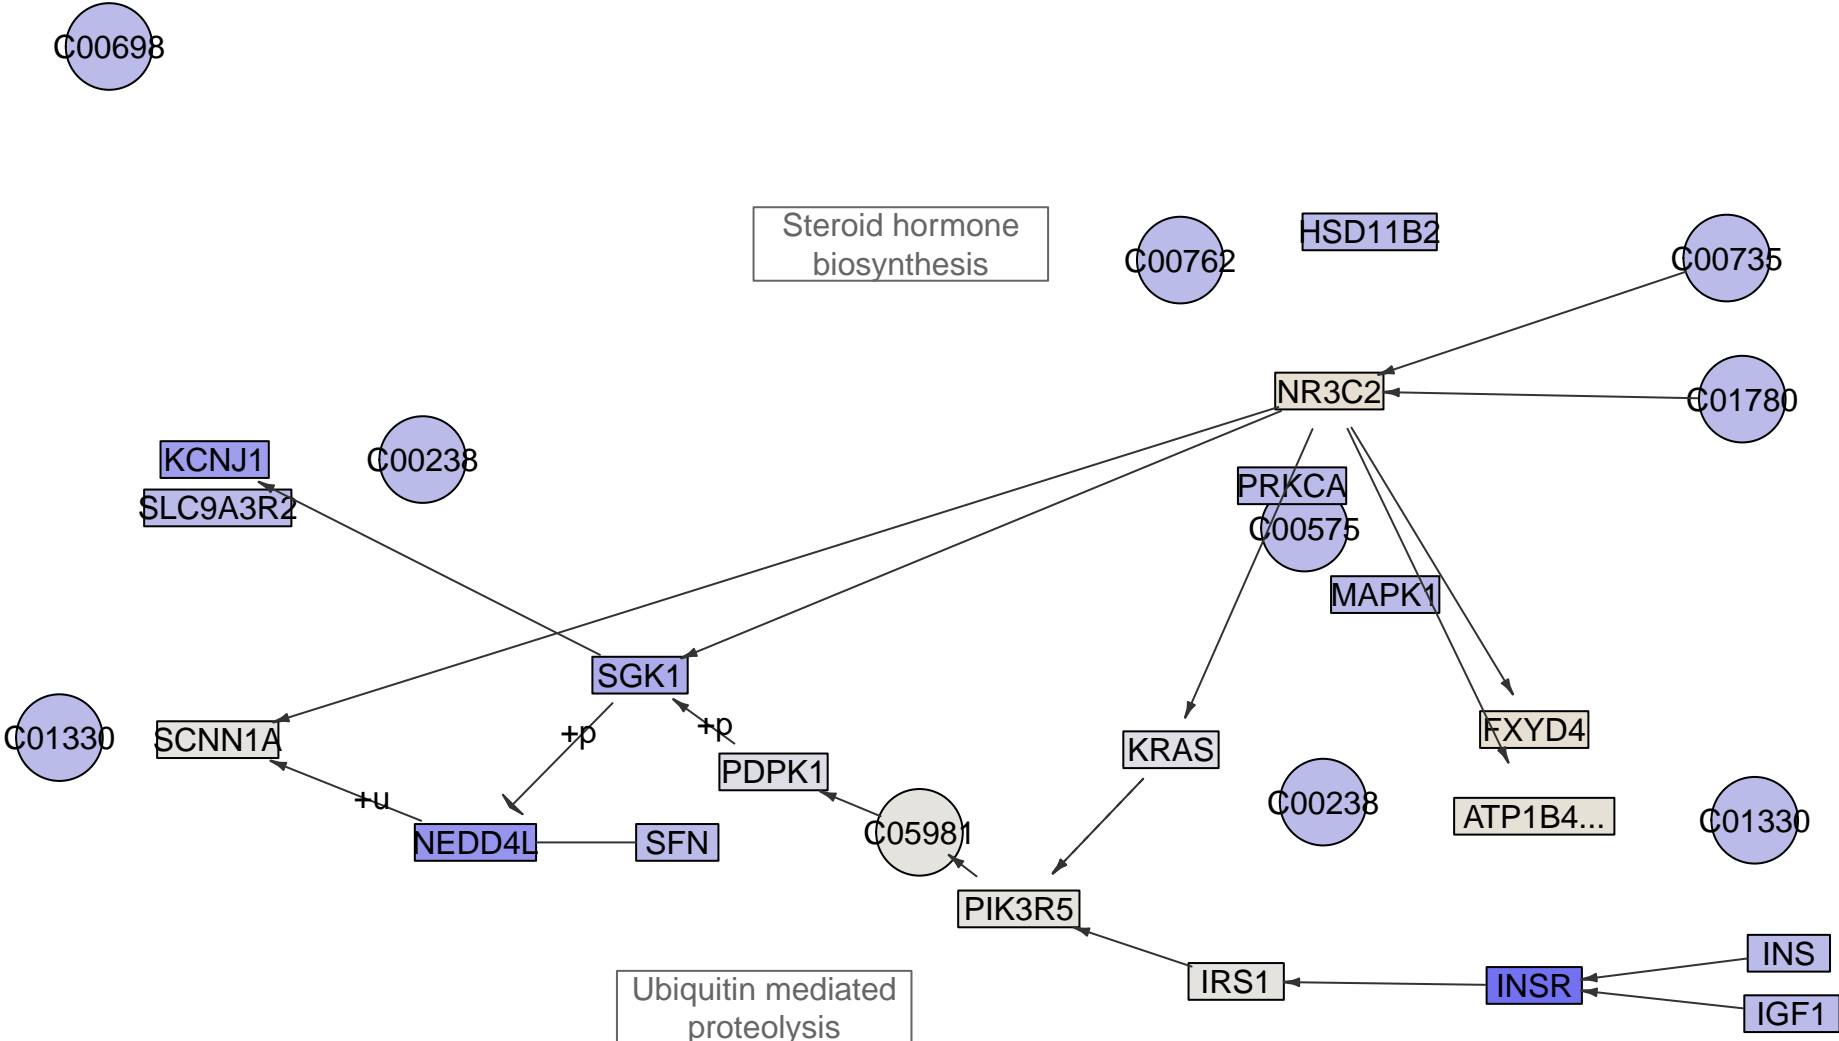 C00698
Steroid hormone
biosynthesis
C00762
HSD11B2
C00735
NR3C2
C01780
KCNJ1
C00238
SLC9A3R2
PRKCA
C00575
MAPK1
SGK1
C01330
SCNN1A
+p
+p
KRAS
FXYD4
PDPK1
+u
C00238
ATP1B4...
C01330
NEDD4L
SFN
C05981
PIK3R5
INS
IRS1
INSR
IGF1
Ubiquitin mediated
proteolysis